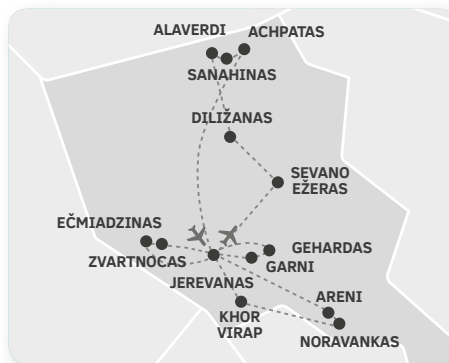 ALAVERDI
ACHPATAS
SANAHINAS
DILIŽANAS
SEVANO
EŽERAS
EČMIADZINAS
ZVARTNOCAS
GEHARDAS
GARNI
JEREVANAS
ARENI
KHOR
VIRAP
NORAVANKAS